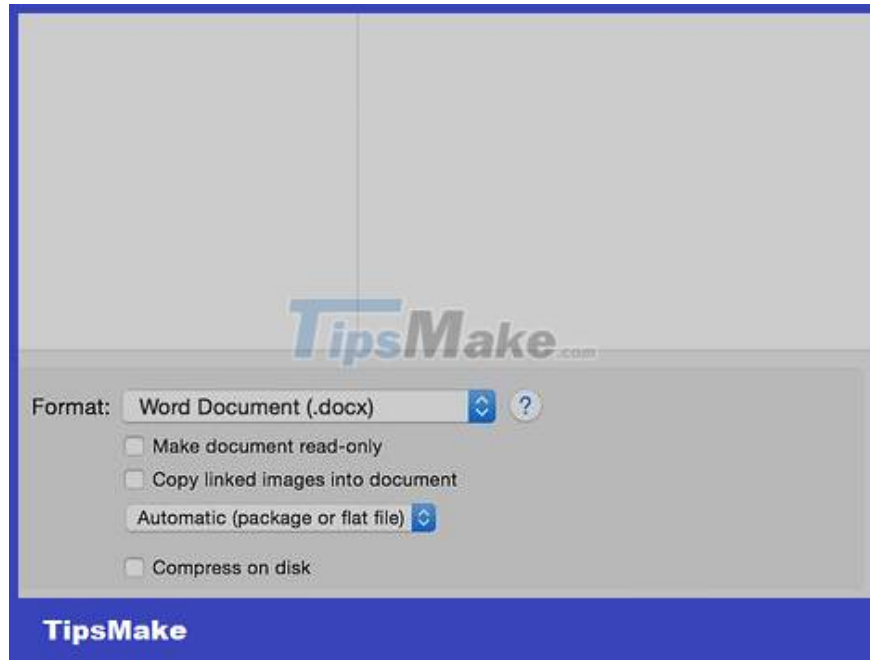 TipsMake.com
Format: Word Document (.docx) ?
Make document read-only
Copy linked images into document
Automatic (package or flat file)
Compress on disk
TipsMake